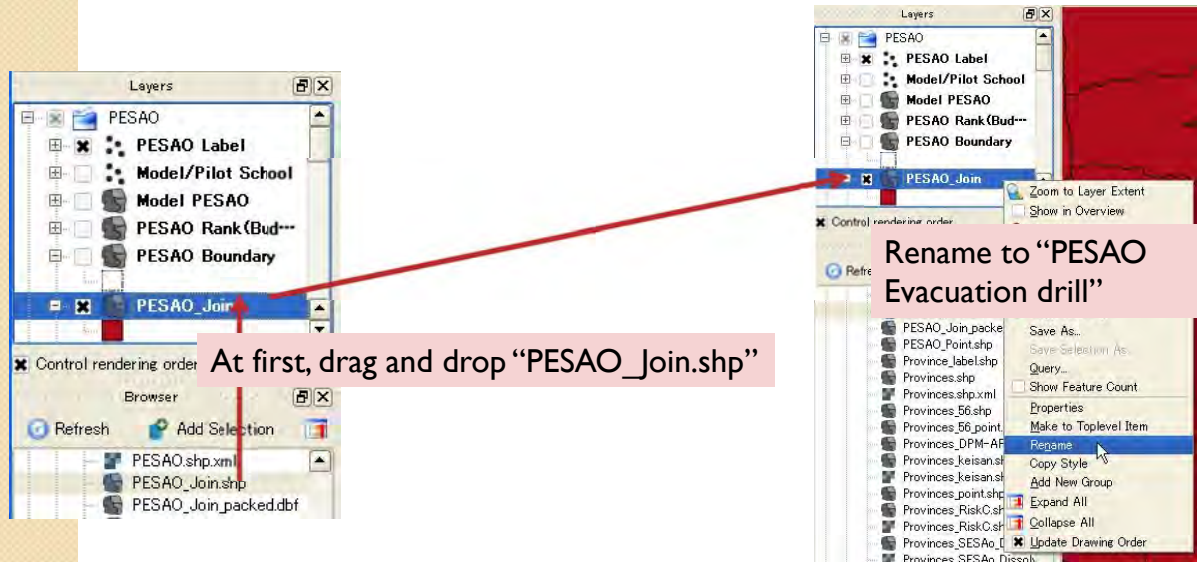 Layers
PESAO
PESAO Label
Model/Pilot School
Model PESAO
PESAO Rank(Bud…
PESAO Boundary
PESAO_Join
Control rendering order
At first, drag and drop “PESAO_Join.shp”
Browser
Refresh
Add Selection
PESAO.shp.xml
PESAO_Join.shp
PESAO_Join_packed.dbf
Layers
PESAO
PESAO Label
Model/Pilot School
Model PESAO
PESAO Rank(Bud…
PESAO Boundary
PESAO_Join
Control rendering order
Zoom to Layer Extent
Show in Overview
Rename to “PESAO
Evacuation drill”
PESAO_Join_packe
PESAO_Point.shp
Province_label.shp
Provinces.shp
Provinces.shp.xml
Provinces_56.shp
Provinces_56_point.
Provinces_DPM-AF
Provinces_keisan.sh
Provinces_keisan.sh
Provinces_point.shp
Provinces_RiskC.sh
Provinces_RiskC.sh
Provinces_SESAo_D
Provinces_SESAo_Dissolv
Save As...
Save Selection As...
Query...
Show Feature Count
Properties
Make to Toplevel Item
Rename
Copy Style
Add New Group
Expand All
Collapse All
Update Drawing Order